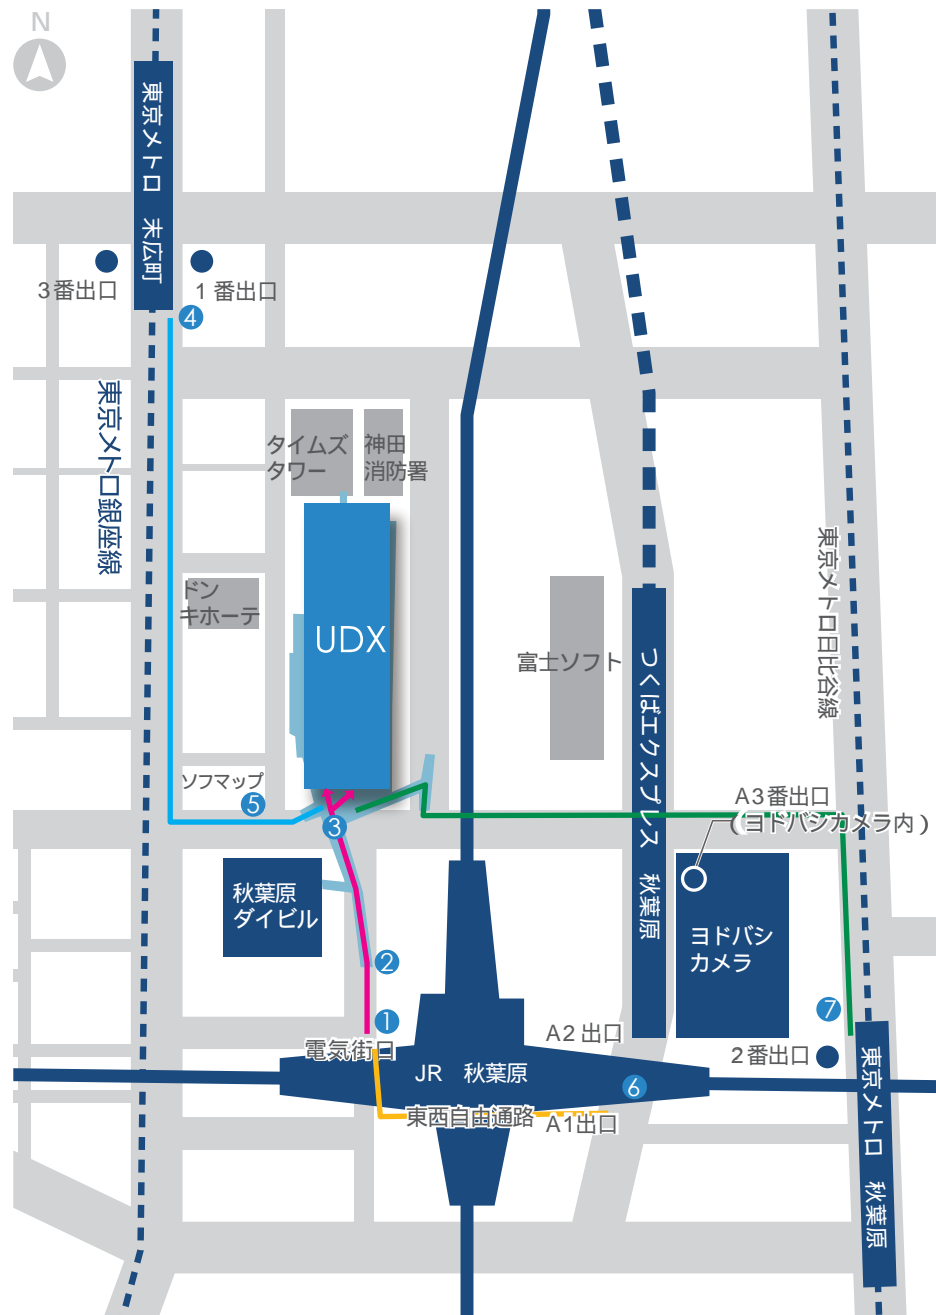 N
東京メトロ 末広町
3番出口
1番出口
4
東京メトロ銀座線
タイムズ
タワー
神田
消防署
ドン
キホーテ
UDX
富士ソフト
つくばエクスプレス 秋葉原
東京メトロ日比谷線
ソフマップ
5
3
A3番出口
(ヨドバシカメラ内)
秋葉原
ダイビル
ヨドバシ
カメラ
2
1
7
電気街口
A2出口
2番出口
JR 秋葉原
6
東西自由通路
A1出口
東京メトロ 秋葉原